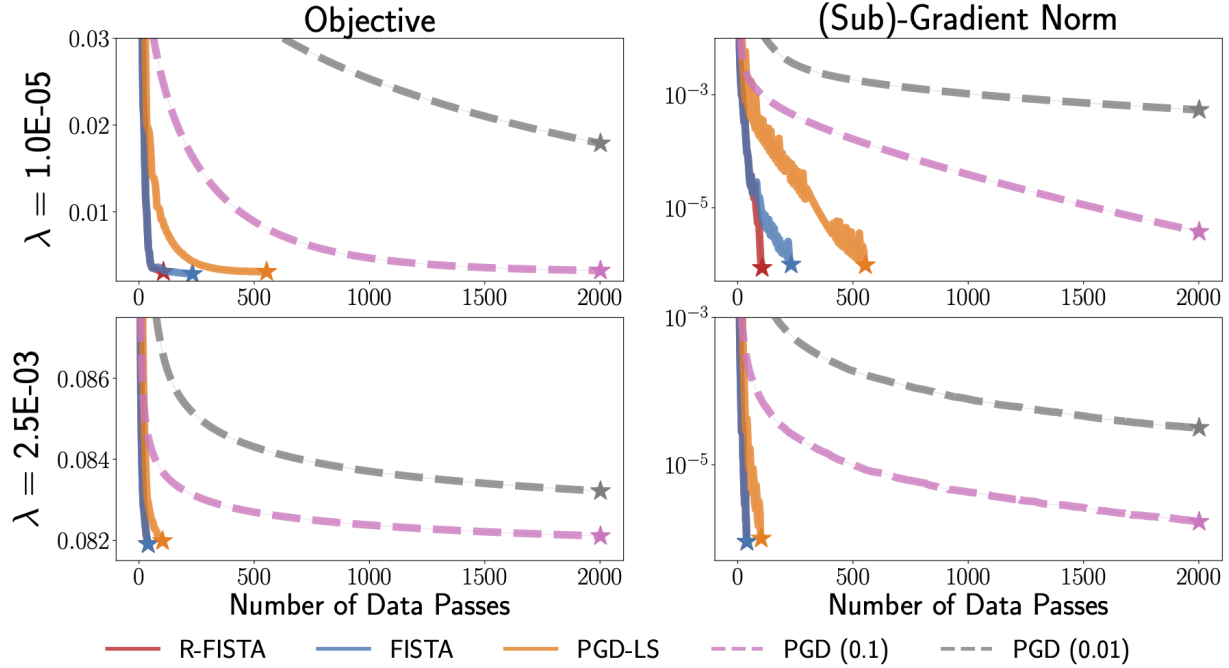 Objective
(Sub)-Gradient Norm
λ = 1.0E-05
0.03
0.02
0.01
0 500 1000 1500 2000
10⁻³
10⁻⁵
0 500 1000 1500 2000
λ = 2.5E-03
0.086
0.084
0.082
0 500 1000 1500 2000
Number of Data Passes
10⁻³
10⁻⁵
0 500 1000 1500 2000
Number of Data Passes
R-FISTA FISTA PGD-LS PGD (0.1) PGD (0.01)